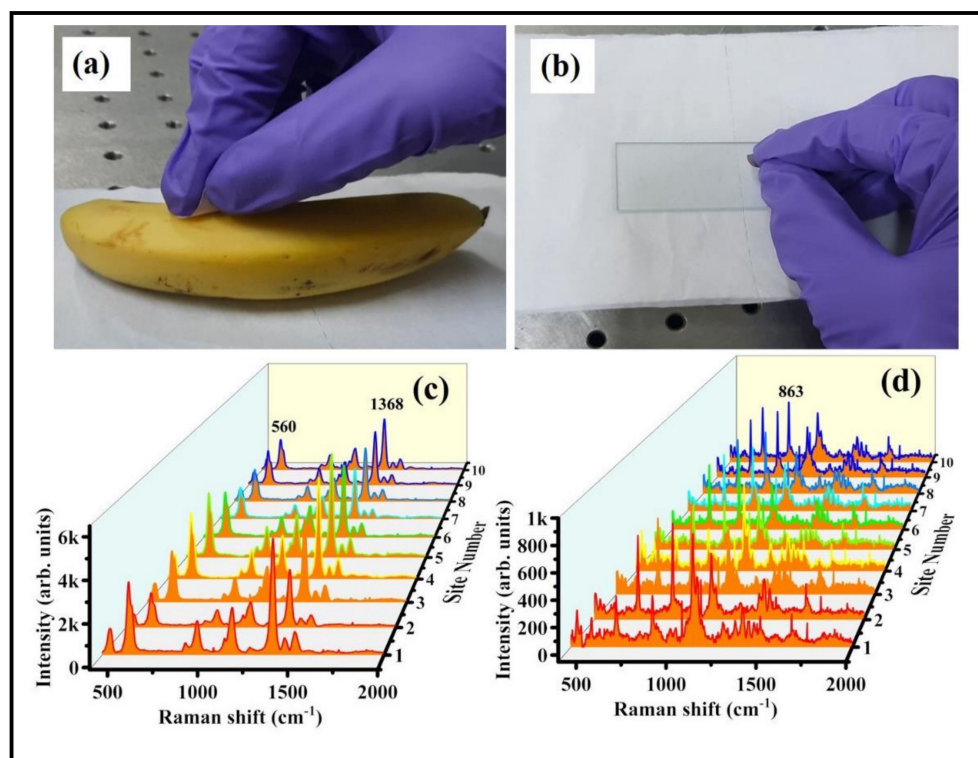 (a)
(b)
(c)
560
1368
10
9
8
7
6
5
4
3
2
1
Site Number
6k
4k
2k
0
Intensity (arb. units)
500
1000
1500
2000
Raman shift (cm⁻¹)
(d)
863
10
9
8
7
6
5
4
3
2
1
Site Number
1k
800
600
400
200
0
Intensity (arb. units)
500
1000
1500
2000
Raman shift (cm⁻¹)